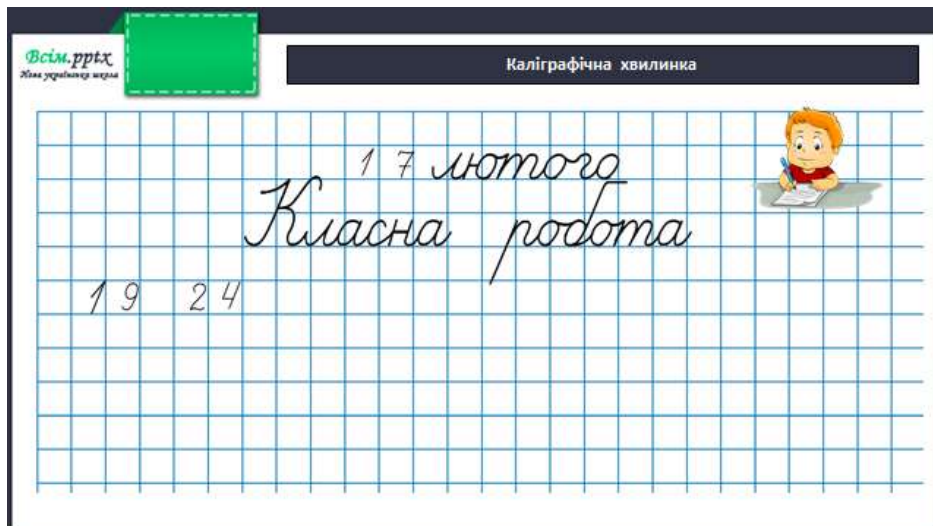 Всім.pptx
Нова українська школа
Каліграфічна хвилинка
17 лютого
Класна робота
19 24